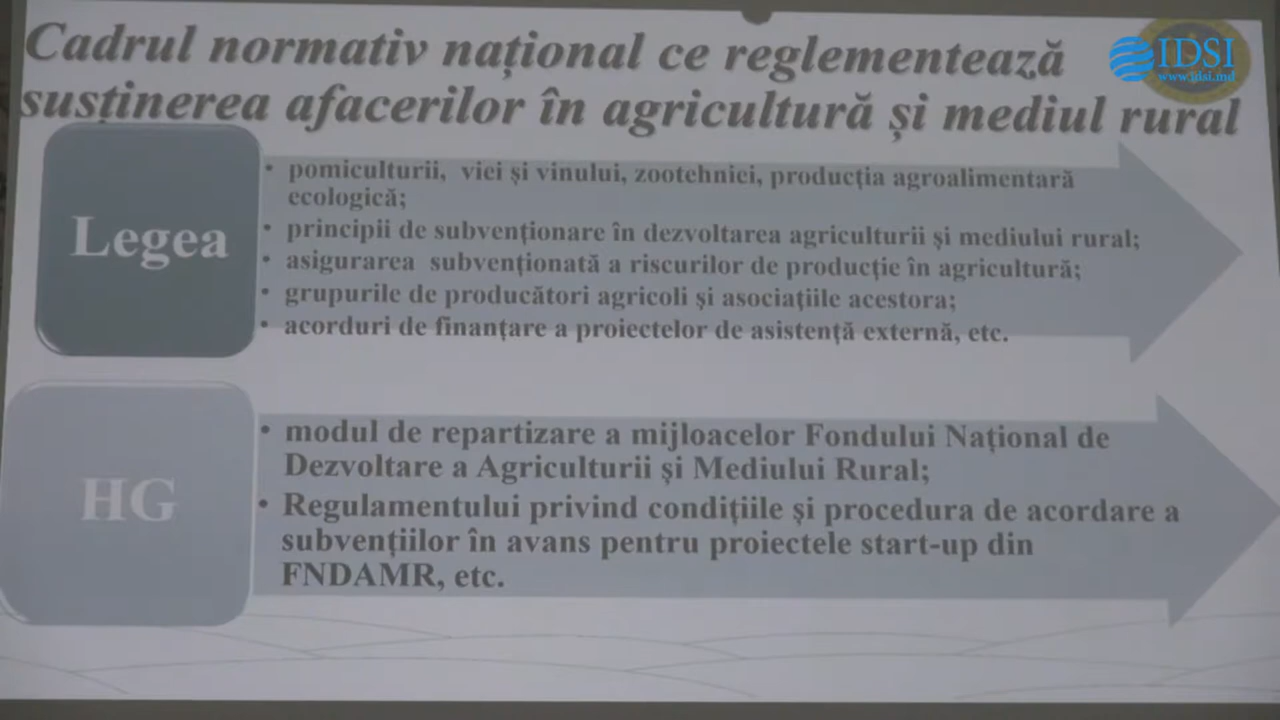 Cadrul normativ național ce reglementează
susținerea afacerilor în agricultură și mediul rural
IDSI
www.idsi.md
Legea
• pomiculturii, viei și vinului, zootehniei, producția agroalimentară
ecologică;
• principii de subvenționare în dezvoltarea agriculturii și mediului rural;
• asigurarea subvenționată a riscurilor de producție în agricultură;
• grupurile de producători agricoli și asociațiile acestora;
• acorduri de finanțare a proiectelor de asistență externă, etc.
HG
• modul de repartizare a mijloacelor Fondului Național de
Dezvoltare a Agriculturii și Mediului Rural;
• Regulamentului privind condițiile și procedura de acordare a
subvențiilor în avans pentru proiectele start-up din
FNDAMR, etc.